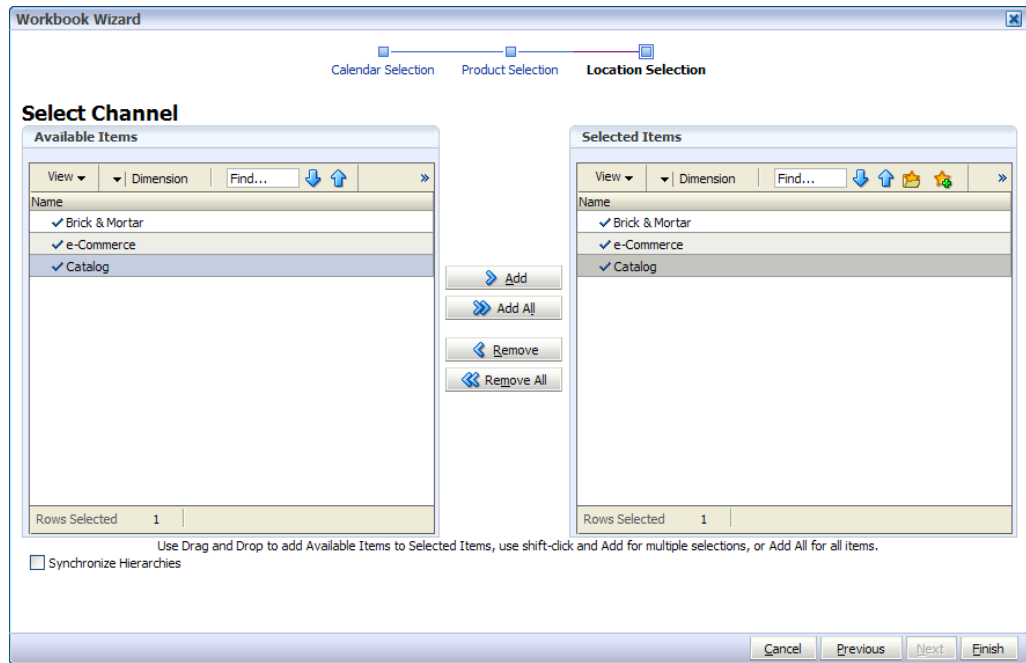 Workbook Wizard
Calendar Selection Product Selection Location Selection
Select Channel
Available Items
View Dimension Find... »
Name
Brick & Mortar
e-Commerce
Catalog
Rows Selected 1
Add
Add All
Remove
Remove All
Selected Items
View Dimension Find... »
Name
Brick & Mortar
e-Commerce
Catalog
Rows Selected 1
Use Drag and Drop to add Available Items to Selected Items, use shift-click and Add for multiple selections, or Add All for all items.
Synchronize Hierarchies
Cancel Previous Next Finish